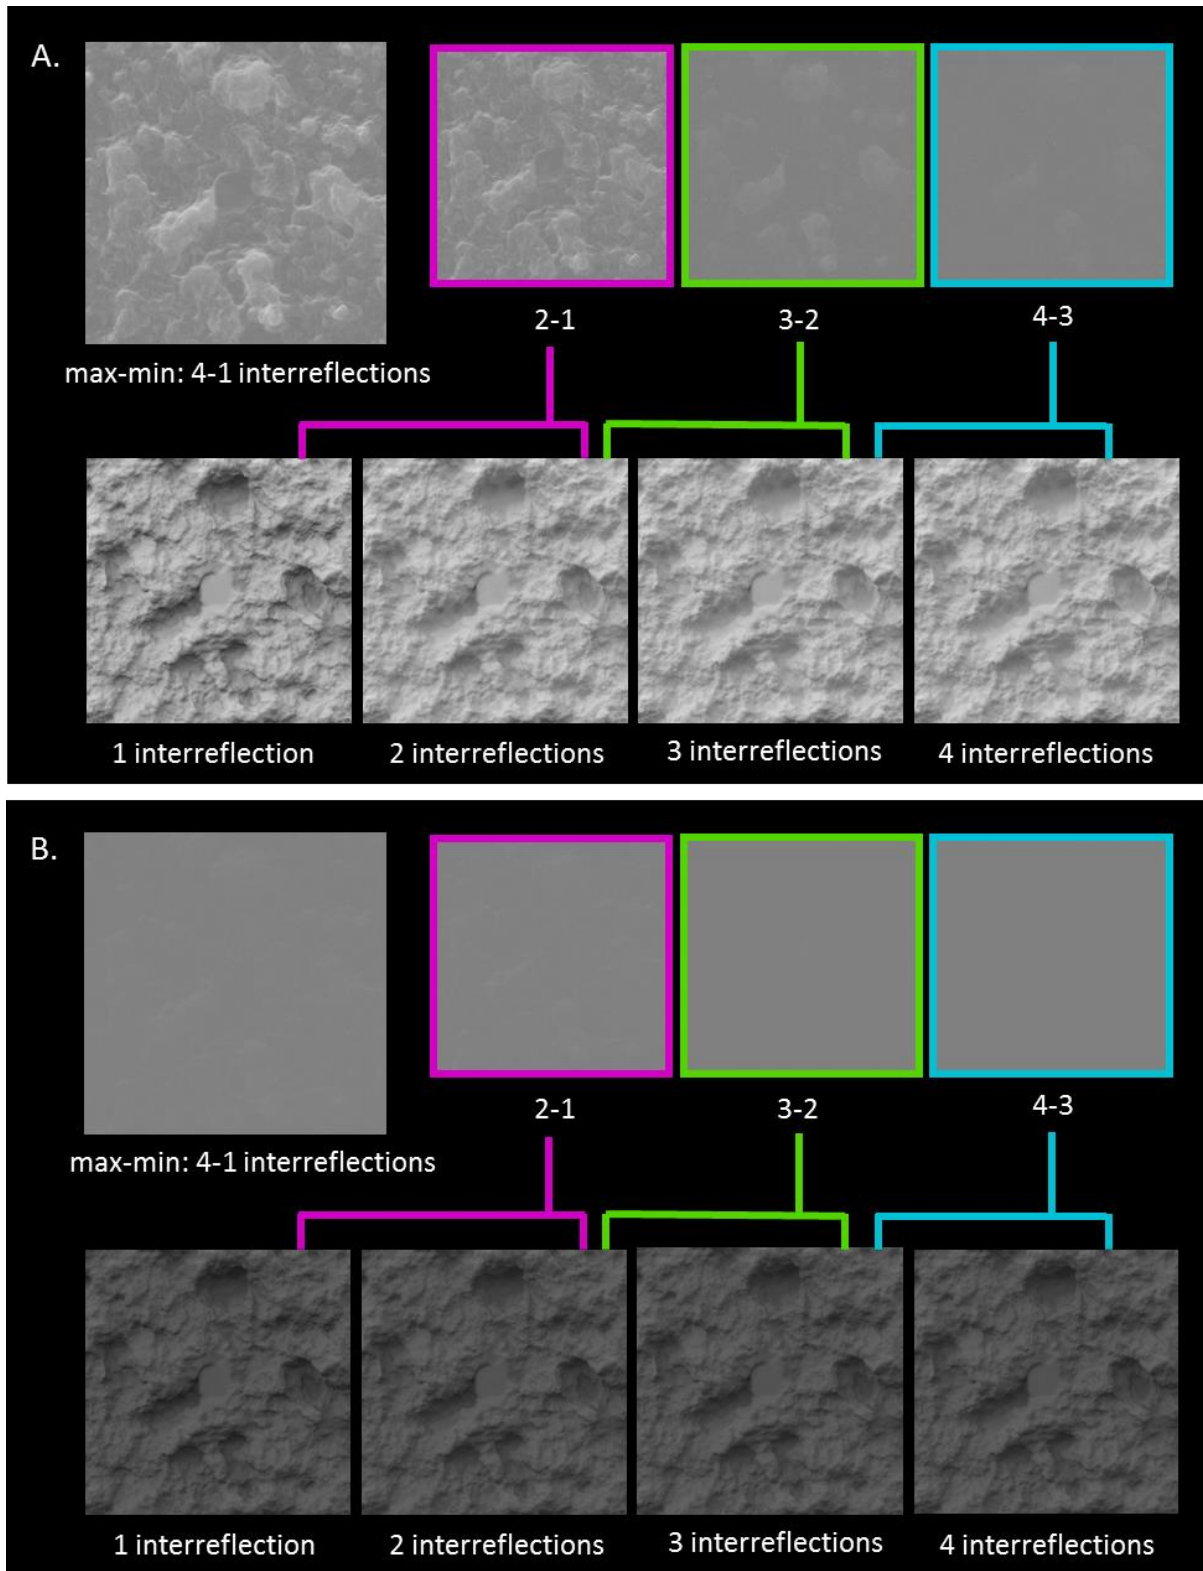 A.
2-1
3-2
4-3
max-min: 4-1 interreflections
1 interreflection
2 interreflections
3 interreflections
4 interreflections
B.
2-1
3-2
4-3
max-min: 4-1 interreflections
1 interreflection
2 interreflections
3 interreflections
4 interreflections